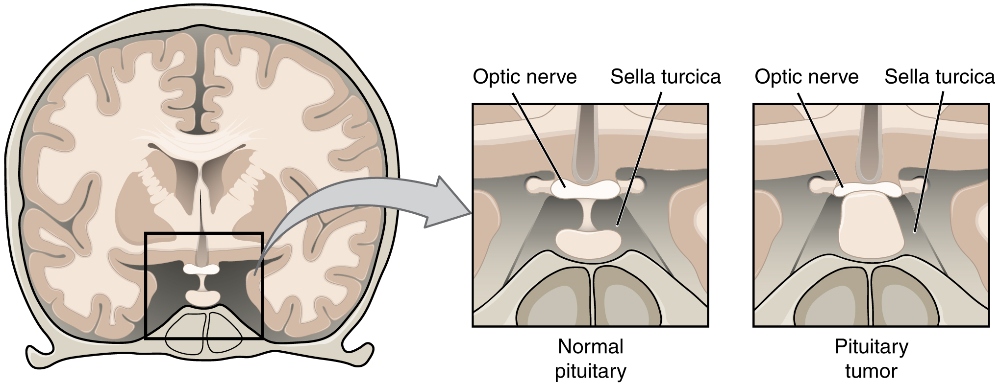 Optic nerve
Sella turcica
Optic nerve
Sella turcica
Normal
pituitary
Pituitary
tumor